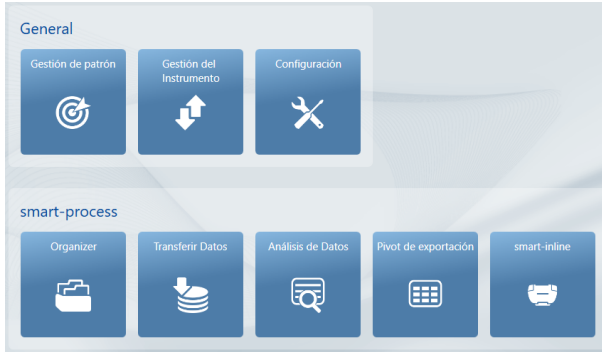 General
Gestión de patrón
Gestión del
Instrumento
Configuración
smart-process
Organizer
Transferir Datos
Análisis de Datos
Pivot de exportación
smart-inline